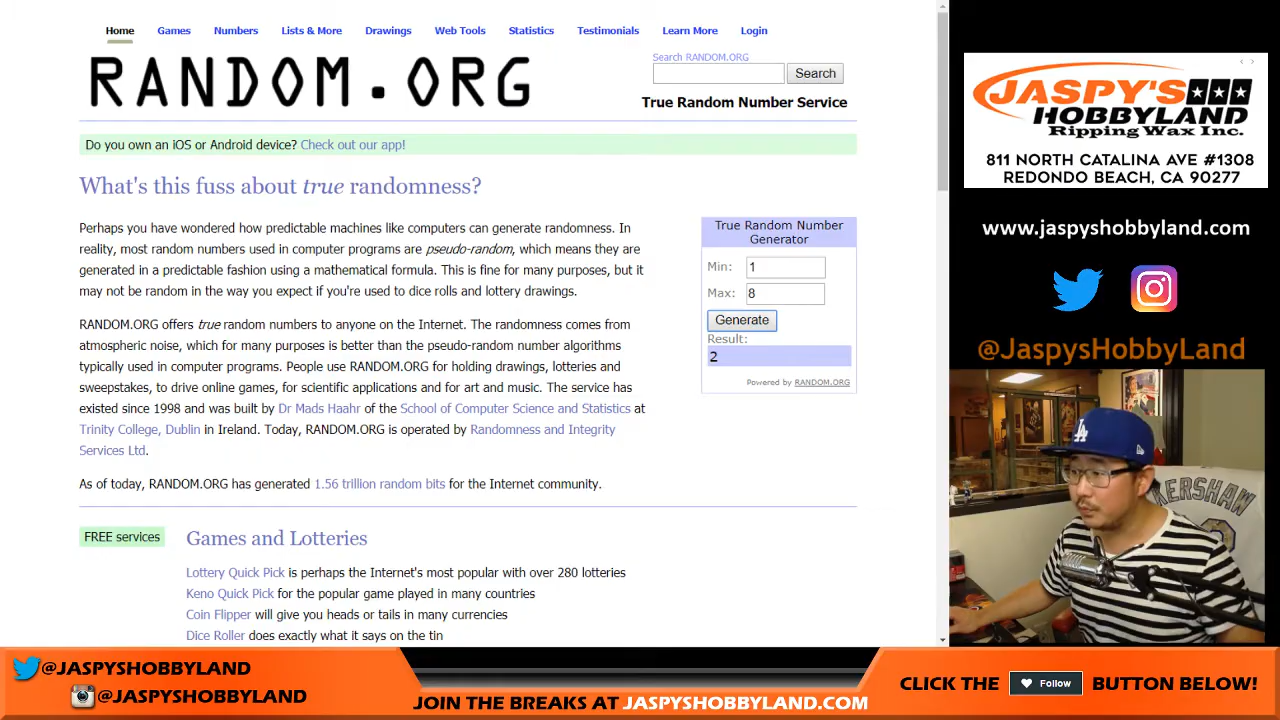 Home Games Numbers Lists & More Drawings Web Tools Statistics Testimonials Learn More Login
RANDOM.ORG
Search RANDOM.ORG
Search
True Random Number Service
Do you own an iOS or Android device? Check out our app!
What's this fuss about true randomness?
Perhaps you have wondered how predictable machines like computers can generate randomness. In
reality, most random numbers used in computer programs are pseudo-random, which means they are
generated in a predictable fashion using a mathematical formula. This is fine for many purposes, but it
may not be random in the way you expect if you're used to dice rolls and lottery drawings.
RANDOM.ORG offers true random numbers to anyone on the Internet. The randomness comes from
atmospheric noise, which for many purposes is better than the pseudo-random number algorithms
typically used in computer programs. People use RANDOM.ORG for holding drawings, lotteries and
sweepstakes, to drive online games, for scientific applications and for art and music. The service has
existed since 1998 and was built by Dr Mads Haahr of the School of Computer Science and Statistics at
Trinity College, Dublin in Ireland. Today, RANDOM.ORG is operated by Randomness and Integrity
Services Ltd.
As of today, RANDOM.ORG has generated 1.56 trillion random bits for the Internet community.
True Random Number
Generator
Min: 1
Max: 8
Generate
Result:
2
Powered by RANDOM.ORG
FREE services
Games and Lotteries
Lottery Quick Pick is perhaps the Internet's most popular with over 280 lotteries
Keno Quick Pick for the popular game played in many countries
Coin Flipper will give you heads or tails in many currencies
Dice Roller does exactly what it says on the tin
JASPY'S
HOBBYLAND
Ripping Wax Inc.
811 NORTH CATALINA AVE #1308
REDONDO BEACH, CA 90277
www.jaspyshobbyland.com
@JaspysHobbyLand
LA
KERSHAW
@JASPYSHOBBYLAND
@JASPYSHOBBYLAND
JOIN THE BREAKS AT JASPYSHOBBYLAND.COM
CLICK THE Follow BUTTON BELOW!